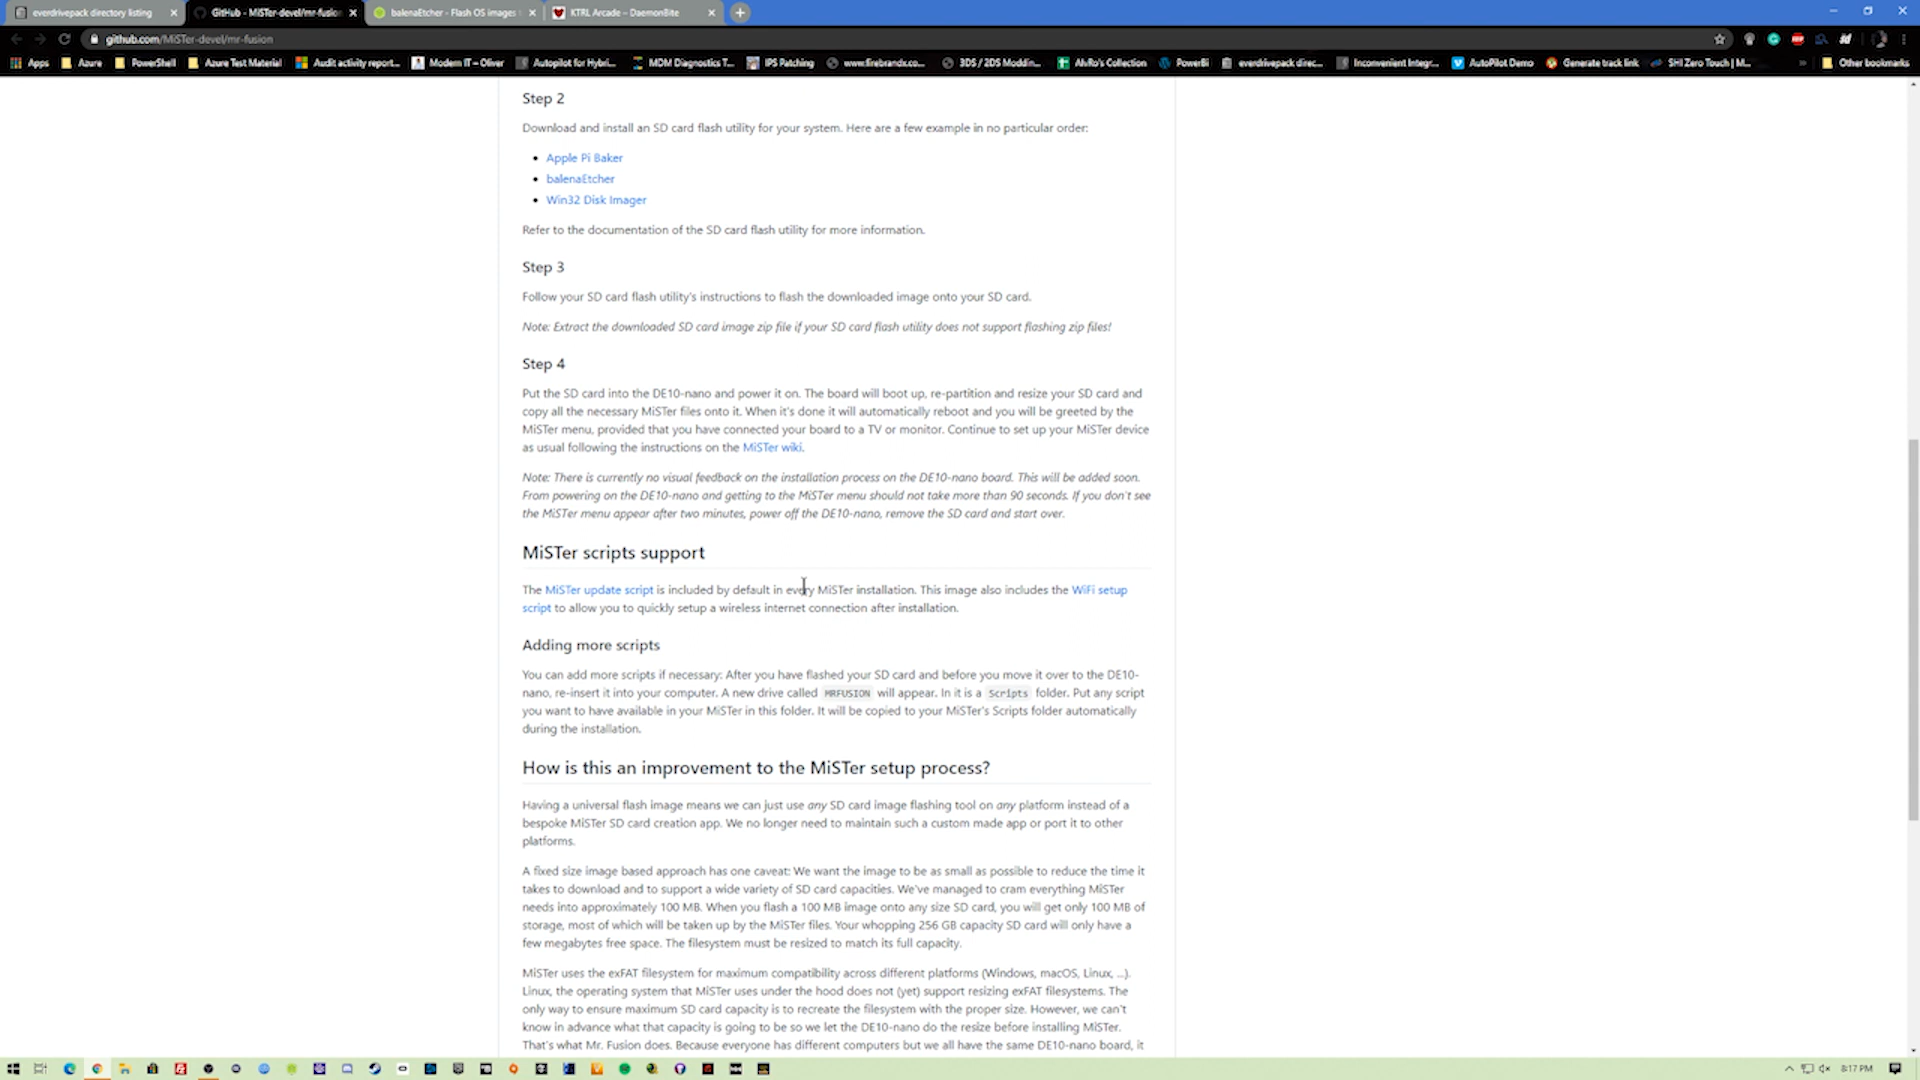 everdrivepack directory listing
GitHub - MiSTer-devel/mr-fusion
balenaEtcher - Flash OS images
KTRL Arcade – DaemonBite
github.com/MiSTer-devel/mr-fusion
Apps
Azure
PowerShell
Azure Test Material
Audit activity report...
Modern IT – Oliver
Autopilot for Hybri...
MDM Diagnostics T...
IPS Patching
www.firebrandx.co...
3DS / 2DS Moddin...
AhRo's Collection
PowerBi
everdrivepack direc...
Inconvenient Integr...
AutoPilot Demo
Generate track link
SHI Zero Touch | M...
Other bookmarks
Step 2
Download and install an SD card flash utility for your system. Here are a few example in no particular order:
• Apple Pi Baker
• balenaEtcher
• Win32 Disk Imager
Refer to the documentation of the SD card flash utility for more information.
Step 3
Follow your SD card flash utility's instructions to flash the downloaded image onto your SD card.
Note: Extract the downloaded SD card image zip file if your SD card flash utility does not support flashing zip files!
Step 4
Put the SD card into the DE10-nano and power it on. The board will boot up, re-partition and resize your SD card and
copy all the necessary MiSTer files onto it. When it's done it will automatically reboot and you will be greeted by the
MiSTer menu, provided that you have connected your board to a TV or monitor. Continue to set up your MiSTer device
as usual following the instructions on the MiSTer wiki.
Note: There is currently no visual feedback on the installation process on the DE10-nano board. This will be added soon.
From powering on the DE10-nano and getting to the MiSTer menu should not take more than 90 seconds. If you don't see
the MiSTer menu appear after two minutes, power off the DE10-nano, remove the SD card and start over.
MiSTer scripts support
The MiSTer update script is included by default in every MiSTer installation. This image also includes the WiFi setup
script to allow you to quickly setup a wireless internet connection after installation.
Adding more scripts
You can add more scripts if necessary: After you have flashed your SD card and before you move it over to the DE10-
nano, re-insert it into your computer. A new drive called MRFUSION will appear. In it is a Scripts folder. Put any script
you want to have available in your MiSTer in this folder. It will be copied to your MiSTer's Scripts folder automatically
during the installation.
How is this an improvement to the MiSTer setup process?
Having a universal flash image means we can just use any SD card image flashing tool on any platform instead of a
bespoke MiSTer SD card creation app. We no longer need to maintain such a custom made app or port it to other
platforms.
A fixed size image based approach has one caveat: We want the image to be as small as possible to reduce the time it
takes to download and to support a wide variety of SD card capacities. We've managed to cram everything MiSTer
needs into approximately 100 MB. When you flash a 100 MB image onto any size SD card, you will get only 100 MB of
storage, most of which will be taken up by the MiSTer files. Your whopping 256 GB capacity SD card will only have a
few megabytes free space. The filesystem must be resized to match its full capacity.
MiSTer uses the exFAT filesystem for maximum compatibility across different platforms (Windows, macOS, Linux, ...).
Linux, the operating system that MiSTer uses under the hood does not (yet) support resizing exFAT filesystems. The
only way to ensure maximum SD card capacity is to recreate the filesystem with the proper size. However, we can't
know in advance what that capacity is going to be so we let the DE10-nano do the resize before installing MiSTer.
That's what Mr. Fusion does. Because everyone has different computers but we all have the same DE10-nano board, it
8:17 PM